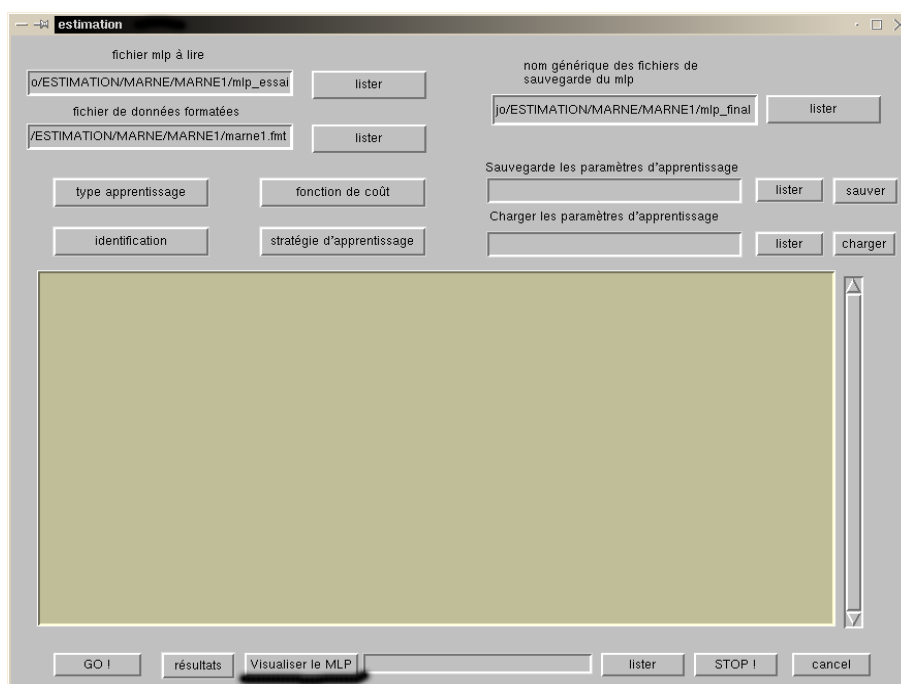 estimation
fichier mlp à lire
o/ESTIMATION/MARNE/MARNE1/mlp_essai
lister
nom générique des fichiers de
sauvegarde du mlp
jo/ESTIMATION/MARNE/MARNE1/mlp_final
lister
fichier de données formatées
/ESTIMATION/MARNE/MARNE1/marne1.fmt
lister
Sauvegarde les paramètres d'apprentissage
type apprentissage
fonction de coût
lister
sauver
Charger les paramètres d'apprentissage
identification
stratégie d'apprentissage
lister
charger
GO !
résultats
Visualiser le MLP
lister
STOP !
cancel